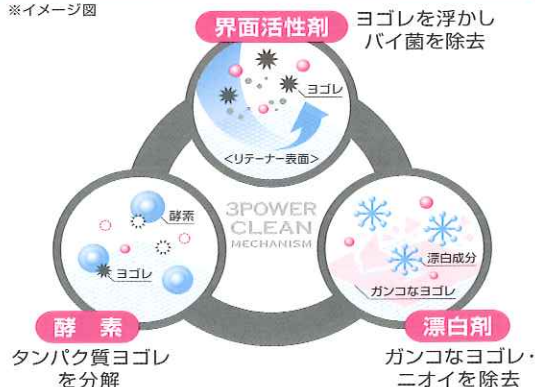 ※イメージ図
界面活性剤
ヨゴレを浮かし
バイ菌を除去
ヨゴレ
<リテーナー表面>
3POWER
CLEAN
MECHANISM
酵素
ヨゴレ
漂白成分
ガンコなヨゴレ
酵 素
タンパク質ヨゴレ
を分解
漂白剤
ガンコなヨゴレ・
ニオイを除去